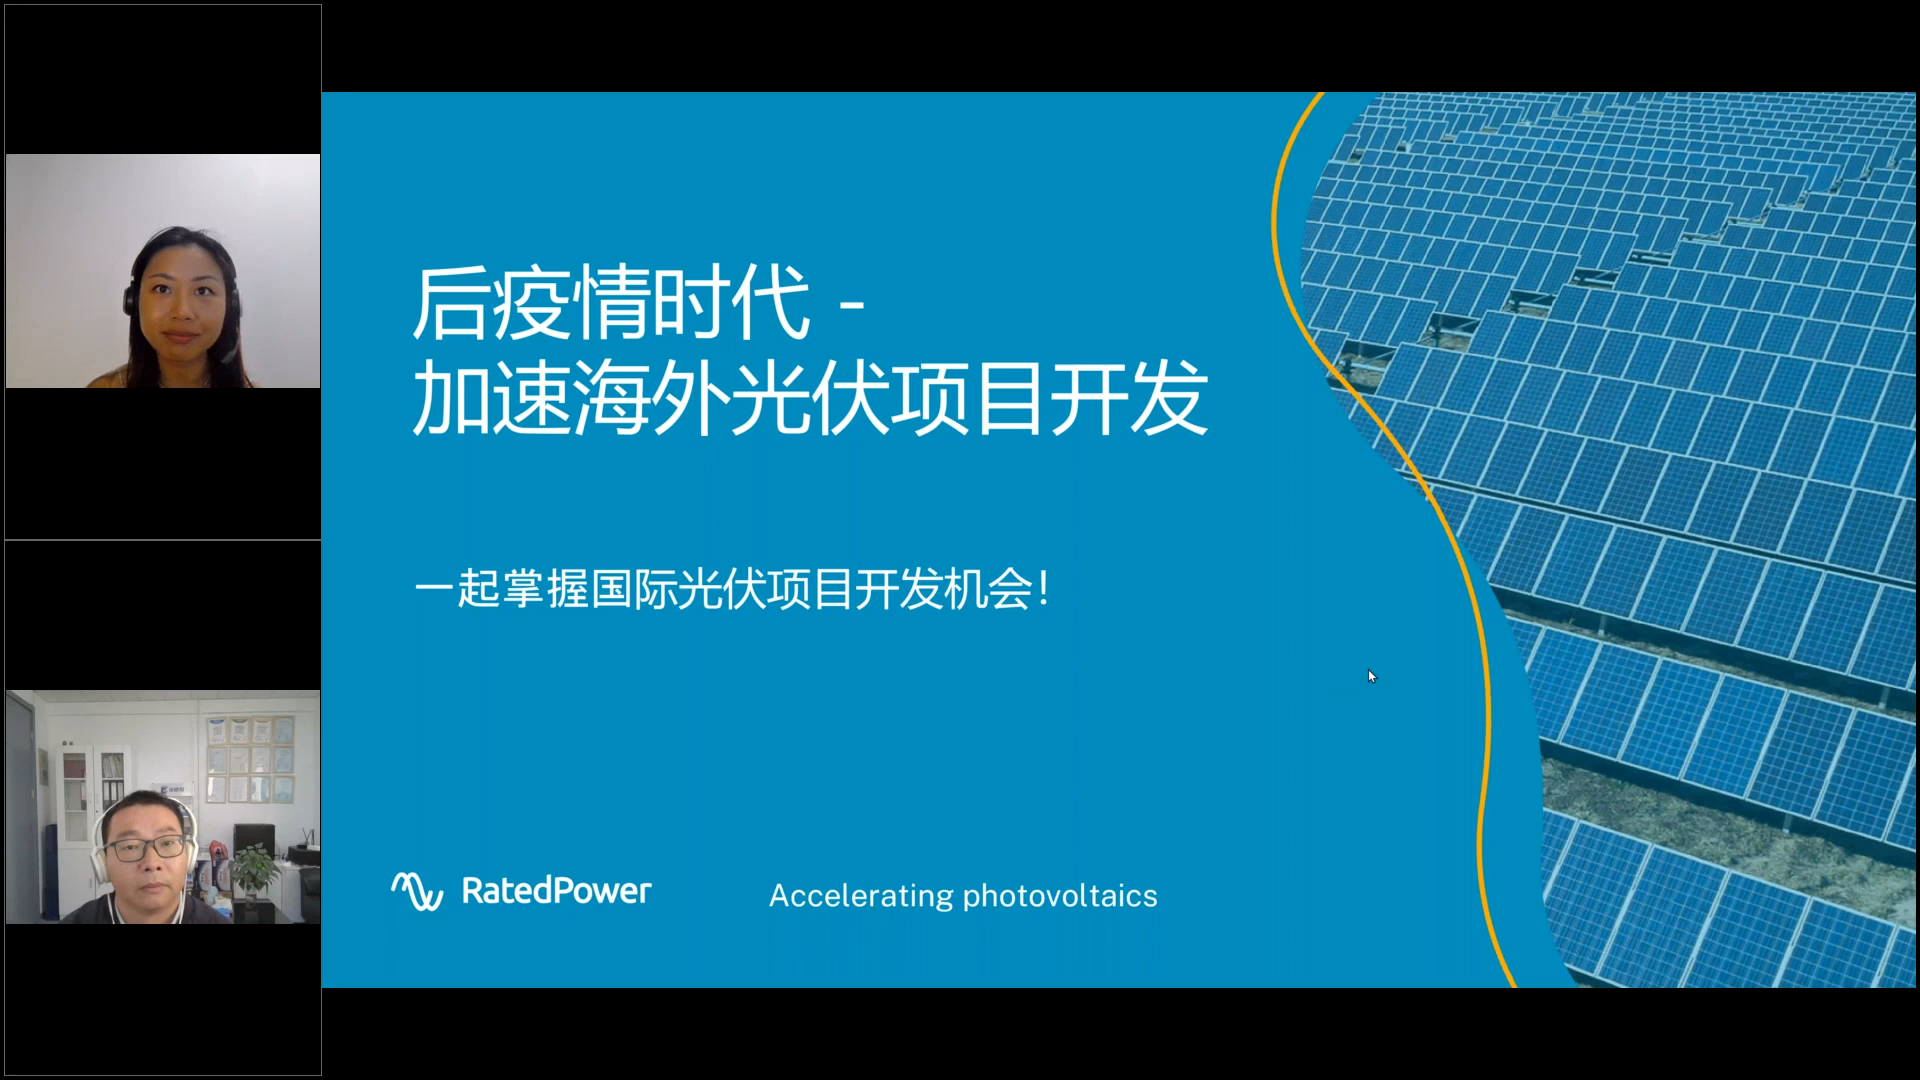 后疫情时代 -
加速海外光伏项目开发
一起掌握国际光伏项目开发机会！
RatedPower
Accelerating photovoltaics